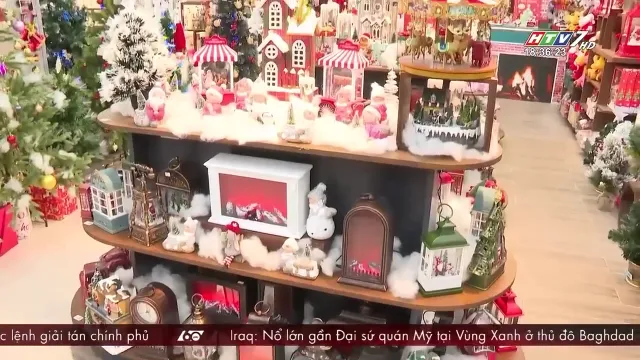 HTV7 HD
18:36:23
c lệnh giải tán chính phủ 60 Iraq: Nổ lớn gần Đại sứ quán Mỹ tại Vùng Xanh ở thủ đô Baghdad